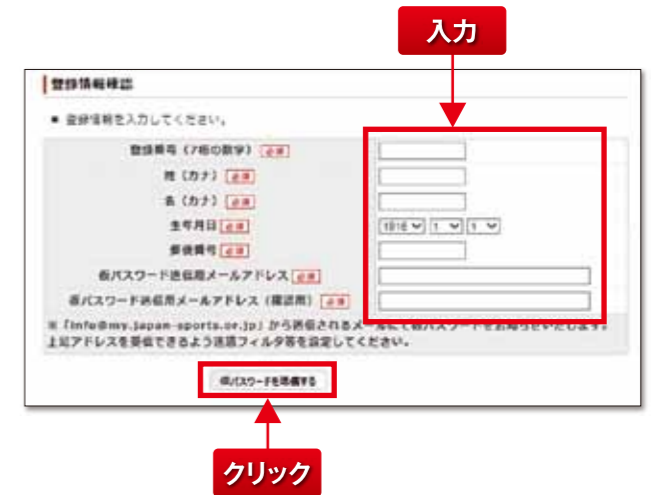 入力
登録情報確認
■ 登録情報を入力してください。
登録番号（7桁の数字） 必須
姓（カナ） 必須
名（カナ） 必須
生年月日 必須
1916 1 1
郵便番号 必須
仮パスワード送信用メールアドレス 必須
仮パスワード送信用メールアドレス（確認用） 必須
※「info@my.japan-sports.or.jp」から送信されるメールにて仮パスワードをお知らせいたします。
上記アドレスを受信できるよう迷惑フィルタ等を設定してください。
仮パスワードを送信する
クリック